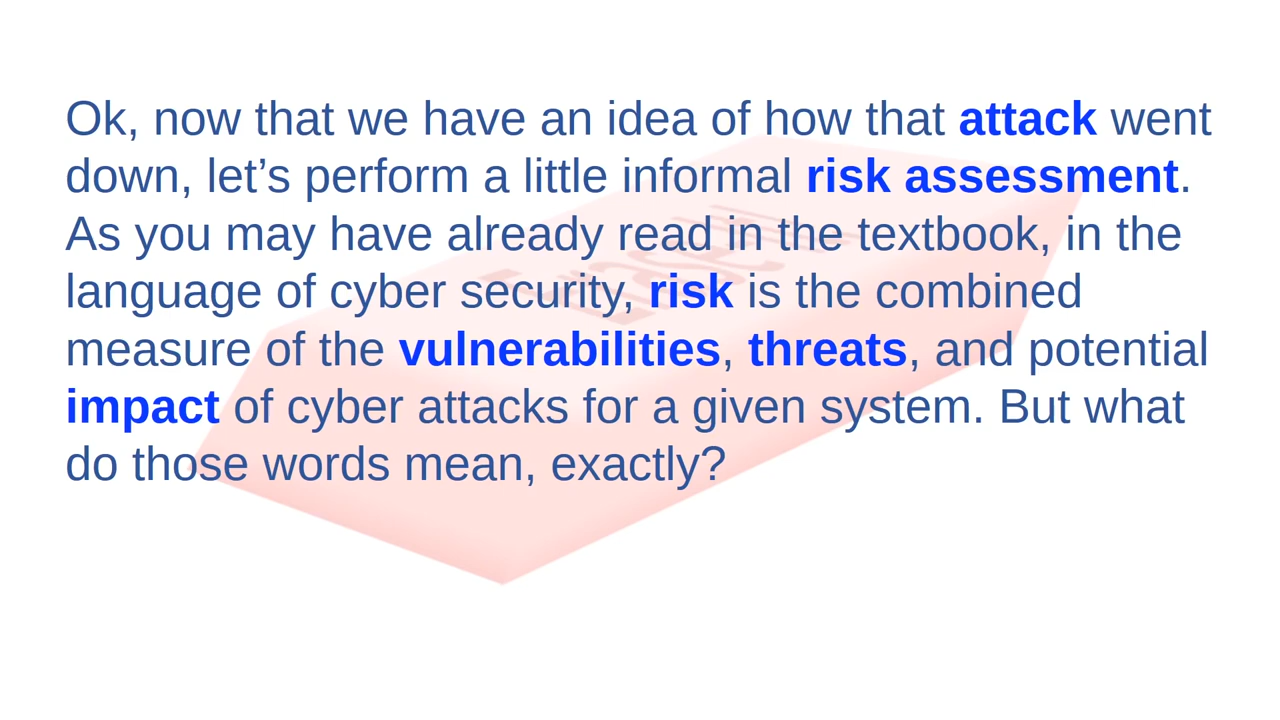 Ok, now that we have an idea of how that attack went
down, let’s perform a little informal risk assessment.
As you may have already read in the textbook, in the
language of cyber security, risk is the combined
measure of the vulnerabilities, threats, and potential
impact of cyber attacks for a given system. But what
do those words mean, exactly?